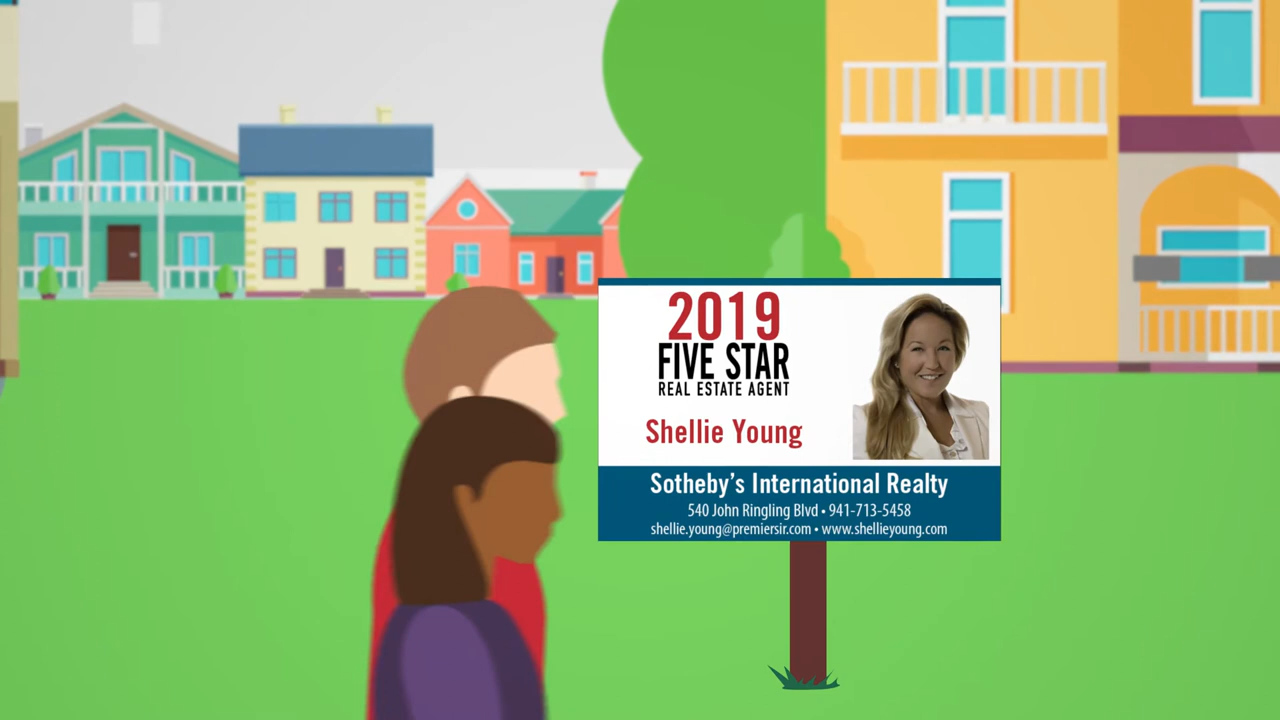 2019
FIVE STAR
REAL ESTATE AGENT
Shellie Young
Sotheby's International Realty
540 John Ringling Blvd • 941-713-5458
shellie.young@premiersir.com • www.shellieyoung.com